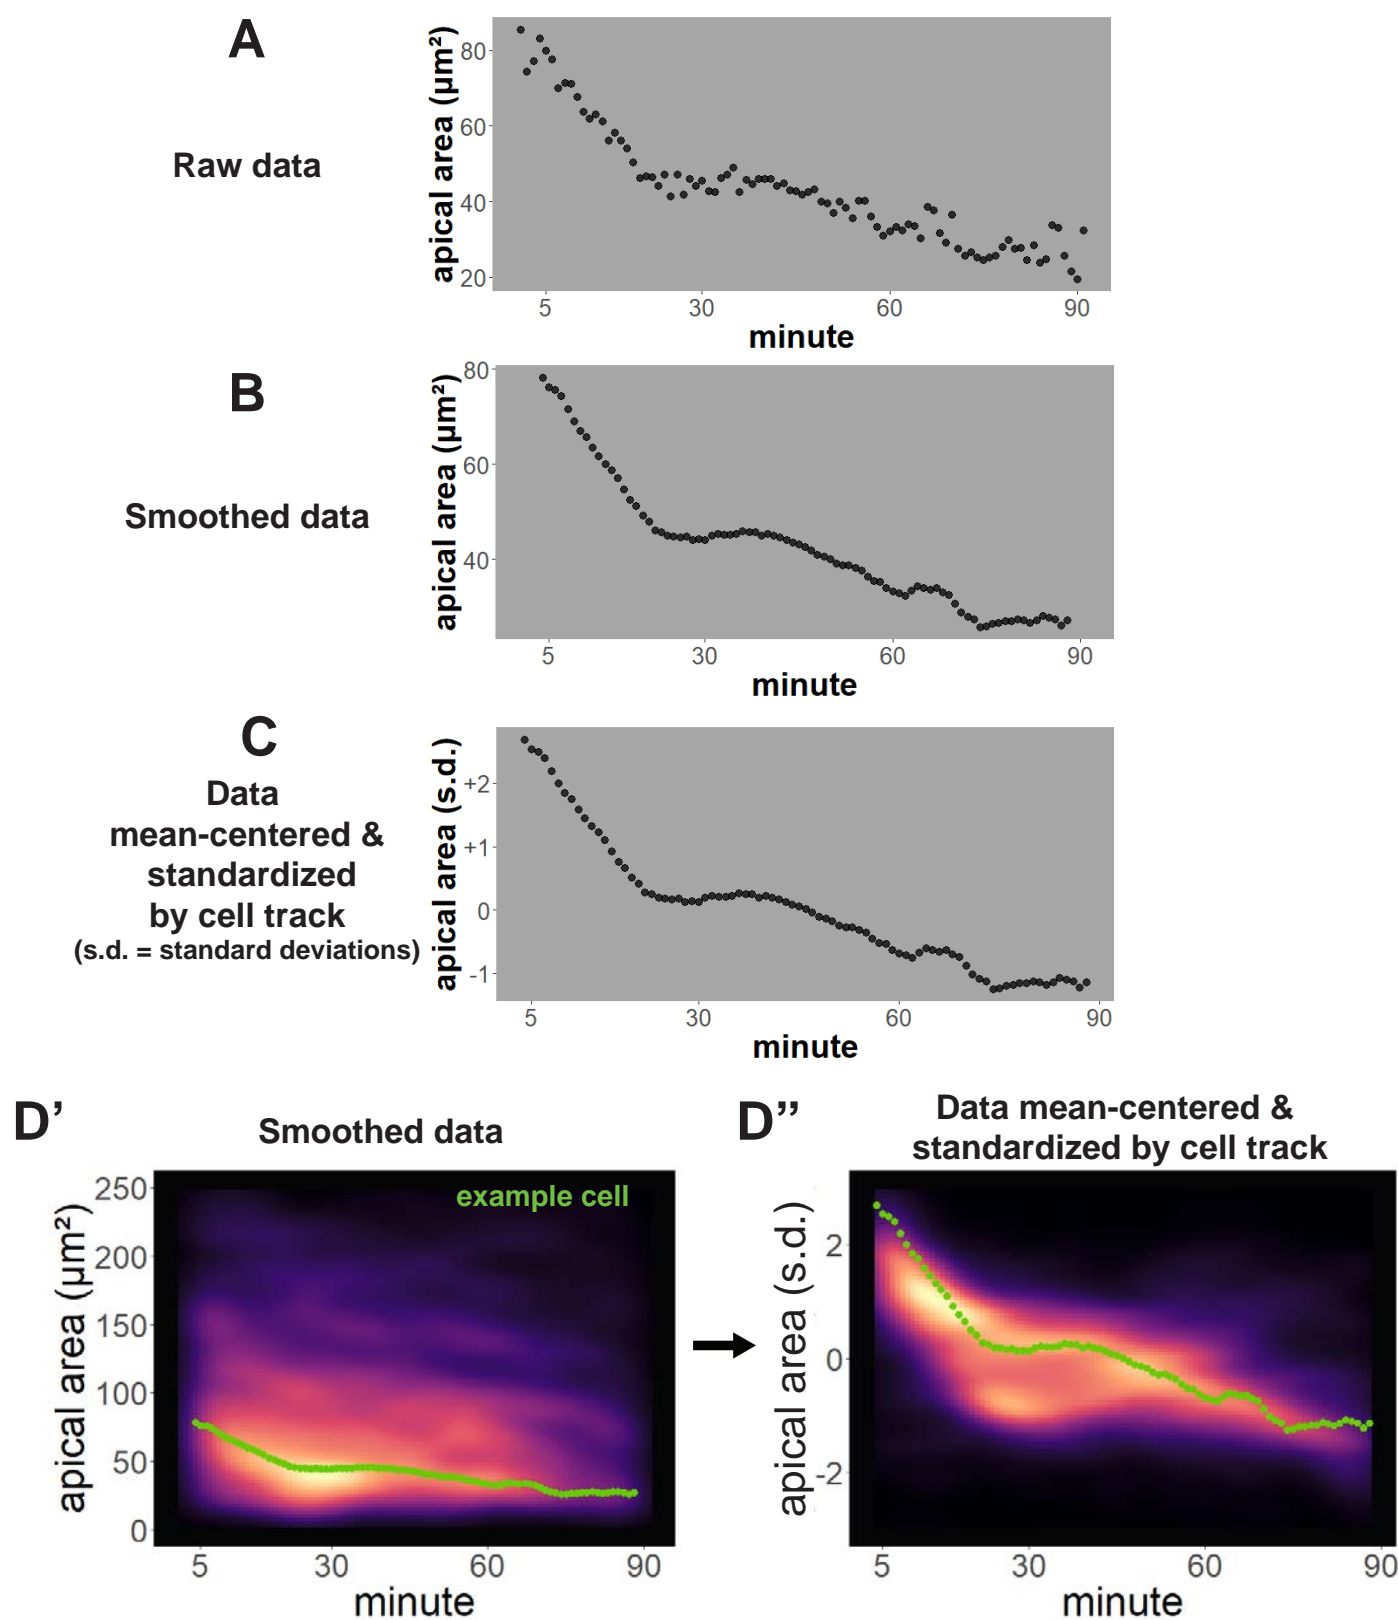 A
Raw data
apical area (µm²)
80
60
40
20
5 30 60 90
minute
B
Smoothed data
apical area (µm²)
80
60
40
5 30 60 90
minute
C
Data
mean-centered &
standardized
by cell track
(s.d. = standard deviations)
apical area (s.d.)
+2
+1
0
-1
5 30 60 90
minute
D’
Smoothed data
example cell
apical area (µm²)
250
200
150
100
50
0
5 30 60 90
minute
D”
Data mean-centered &
standardized by cell track
apical area (s.d.)
2
0
-2
5 30 60 90
minute